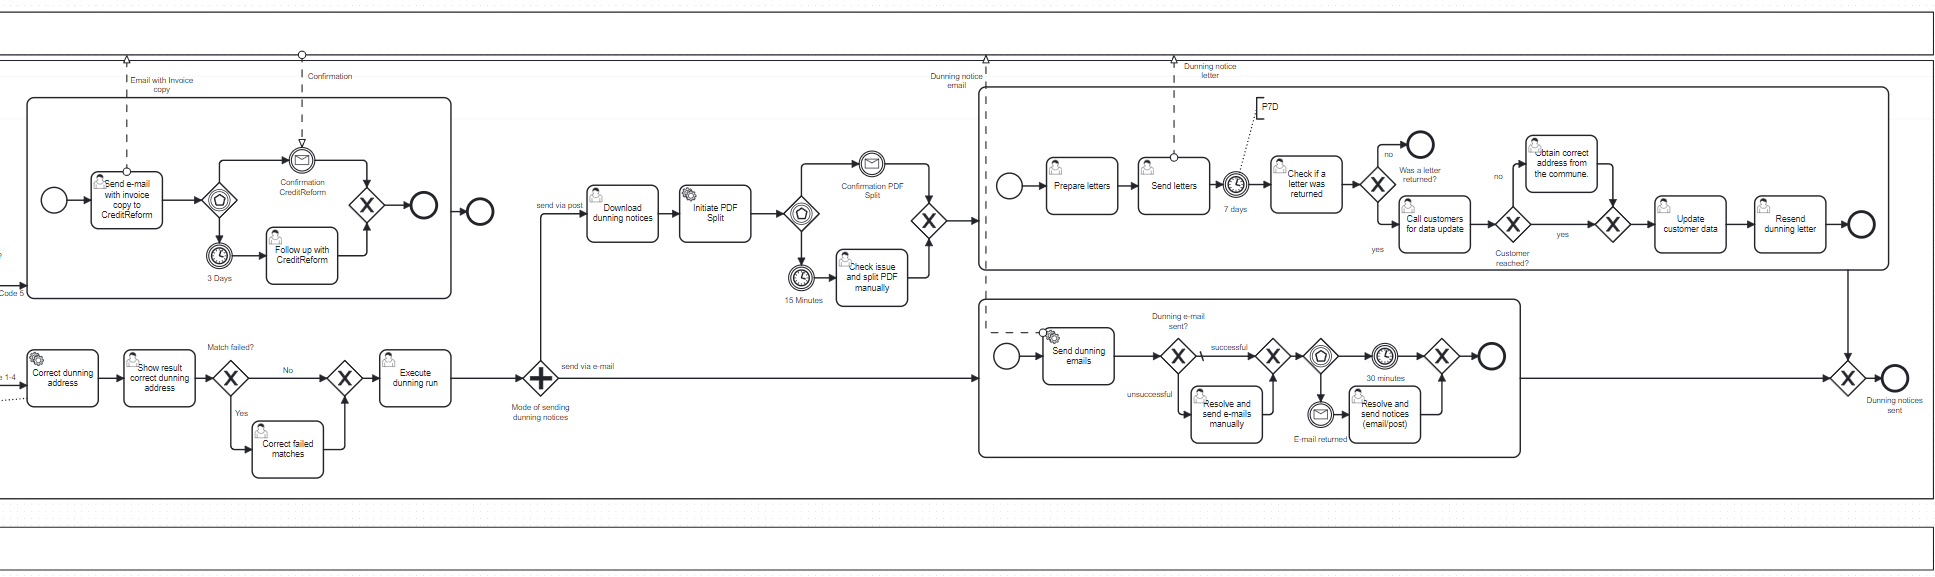 Email with Invoice
copy
Confirmation
Send e-mail
with invoice
copy to
CreditReform
Confirmation
CreditReform
3 Days
Follow up with
CreditReform
?
Code 5
e 1-4
Correct dunning
address
Show result
correct dunning
address
Match failed?
No
Yes
Correct failed
matches
Execute
dunning run
send via post
send via e-mail
Mode of sending
dunning notices
Download
dunning notices
Initiate PDF
Split
Confirmation PDF
Split
15 Minutes
Check issue
and split PDF
manually
Dunning notice
email
Dunning notice
letter
P7D
Prepare letters
Send letters
7 days
Check if a
letter was
returned
no
Was a letter
returned?
yes
Call customers
for data update
no
Customer
reached?
yes
Obtain correct
address from
the commune.
Update
customer data
Resend
dunning letter
Send dunning
emails
Dunning e-mail
sent?
successful
unsuccessful
Resolve and
send e-mails
manually
30 minutes
E-mail returned
Resolve and
send notices
(email/post)
Dunning notices
sent